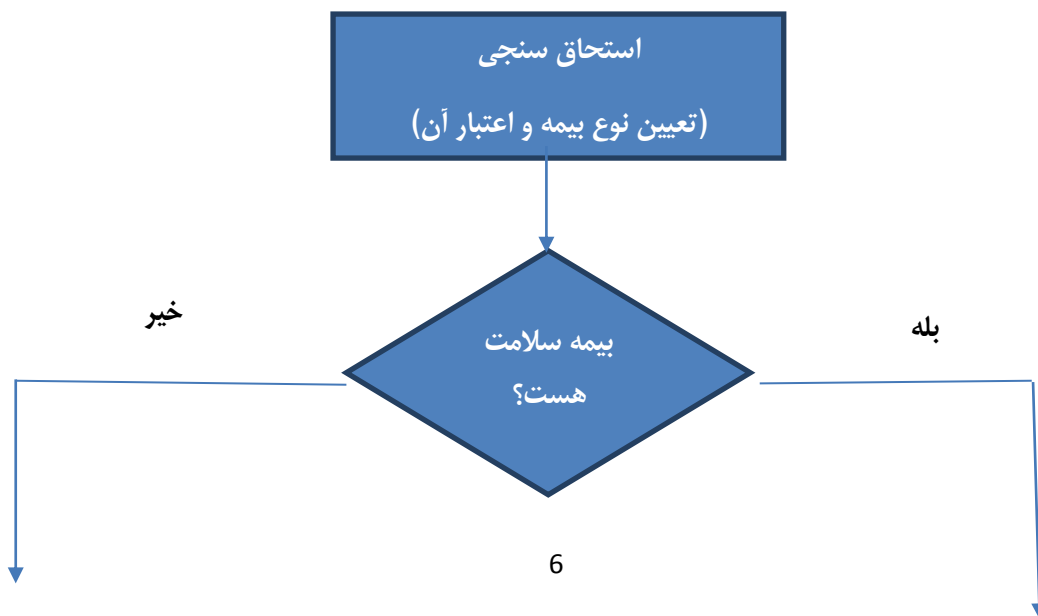 استحاق سنجی
(تعیین نوع بیمه و اعتبار آن)
بله
خیر
بیمه سلامت
هست؟
6